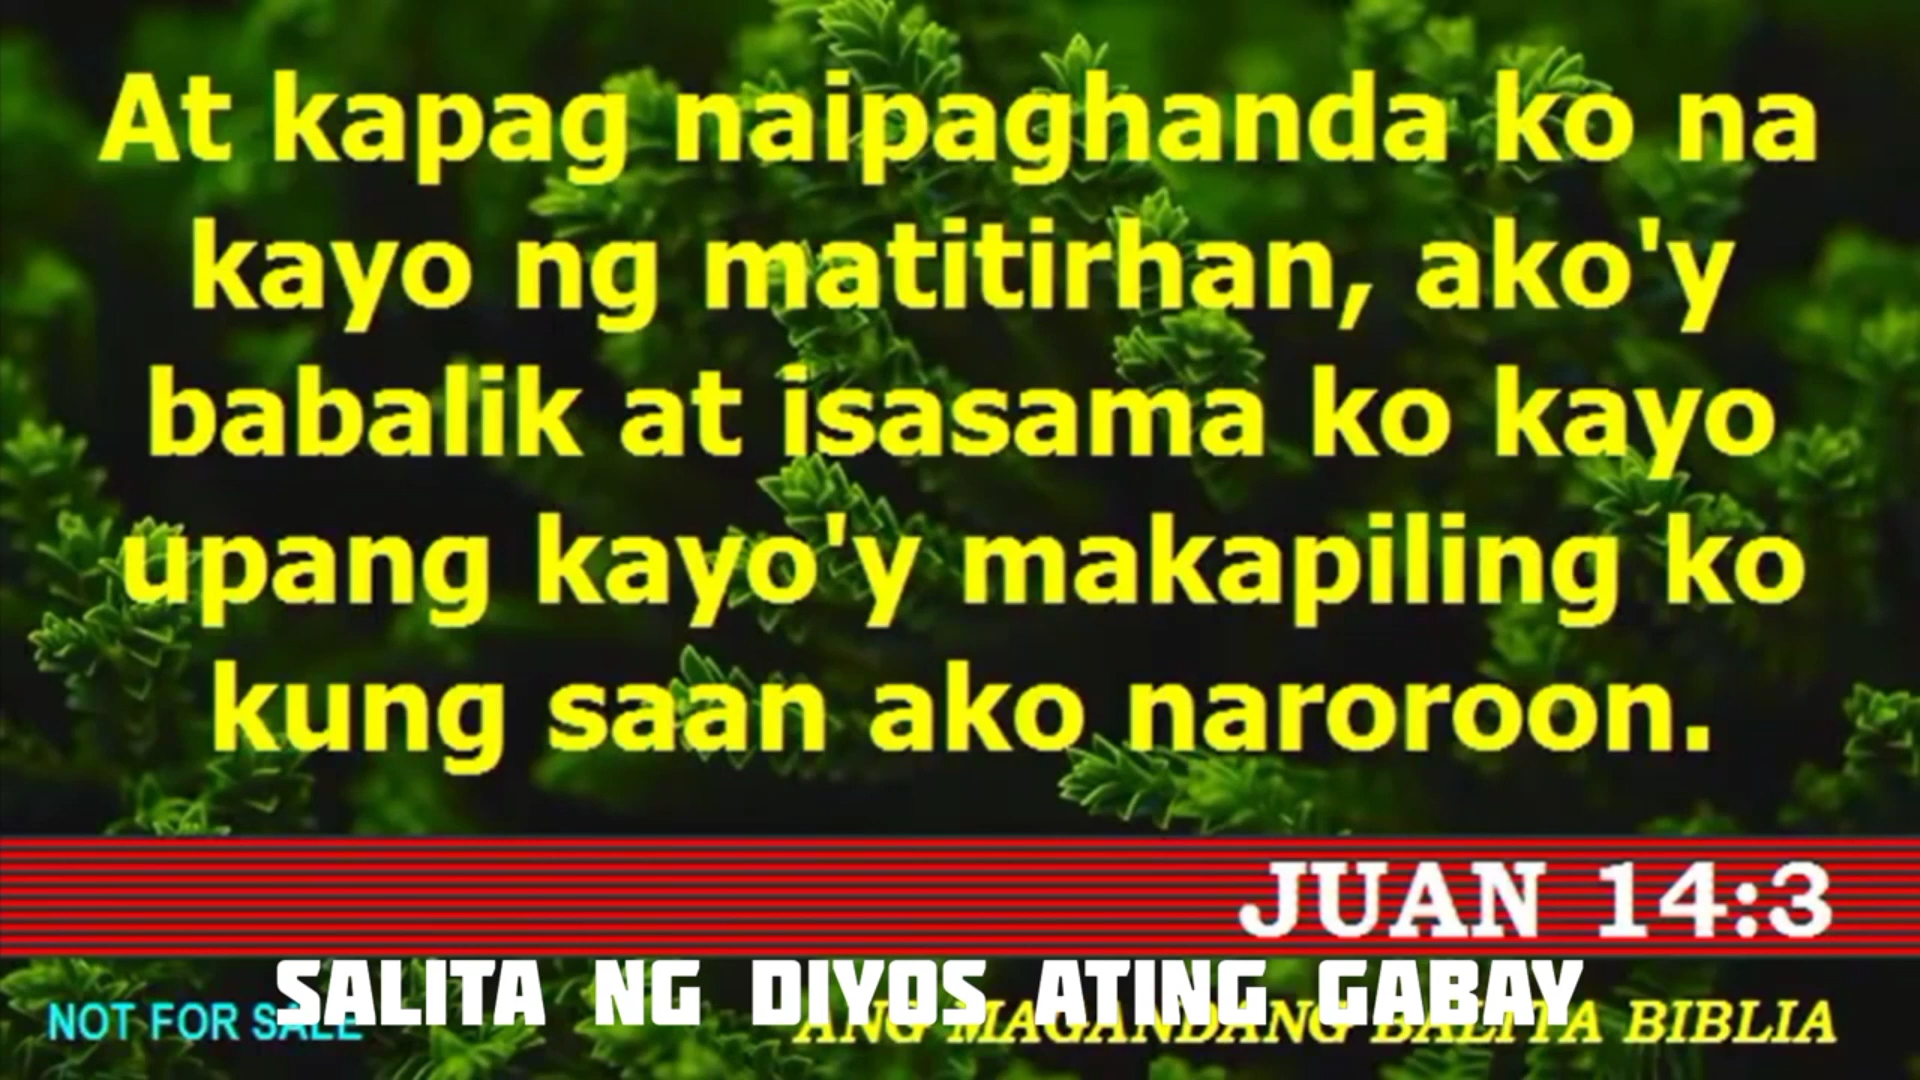 At kapag naipaghanda ko na
kayo ng matitirhan, ako'y
babalik at isasama ko kayo
upang kayo'y makapiling ko
kung saan ako naroroon.
JUAN 14:3
SALITA NG DIYOS ATING GABAY
NOT FOR SALE
ANG MAGANDANG BALITA BIBLIA